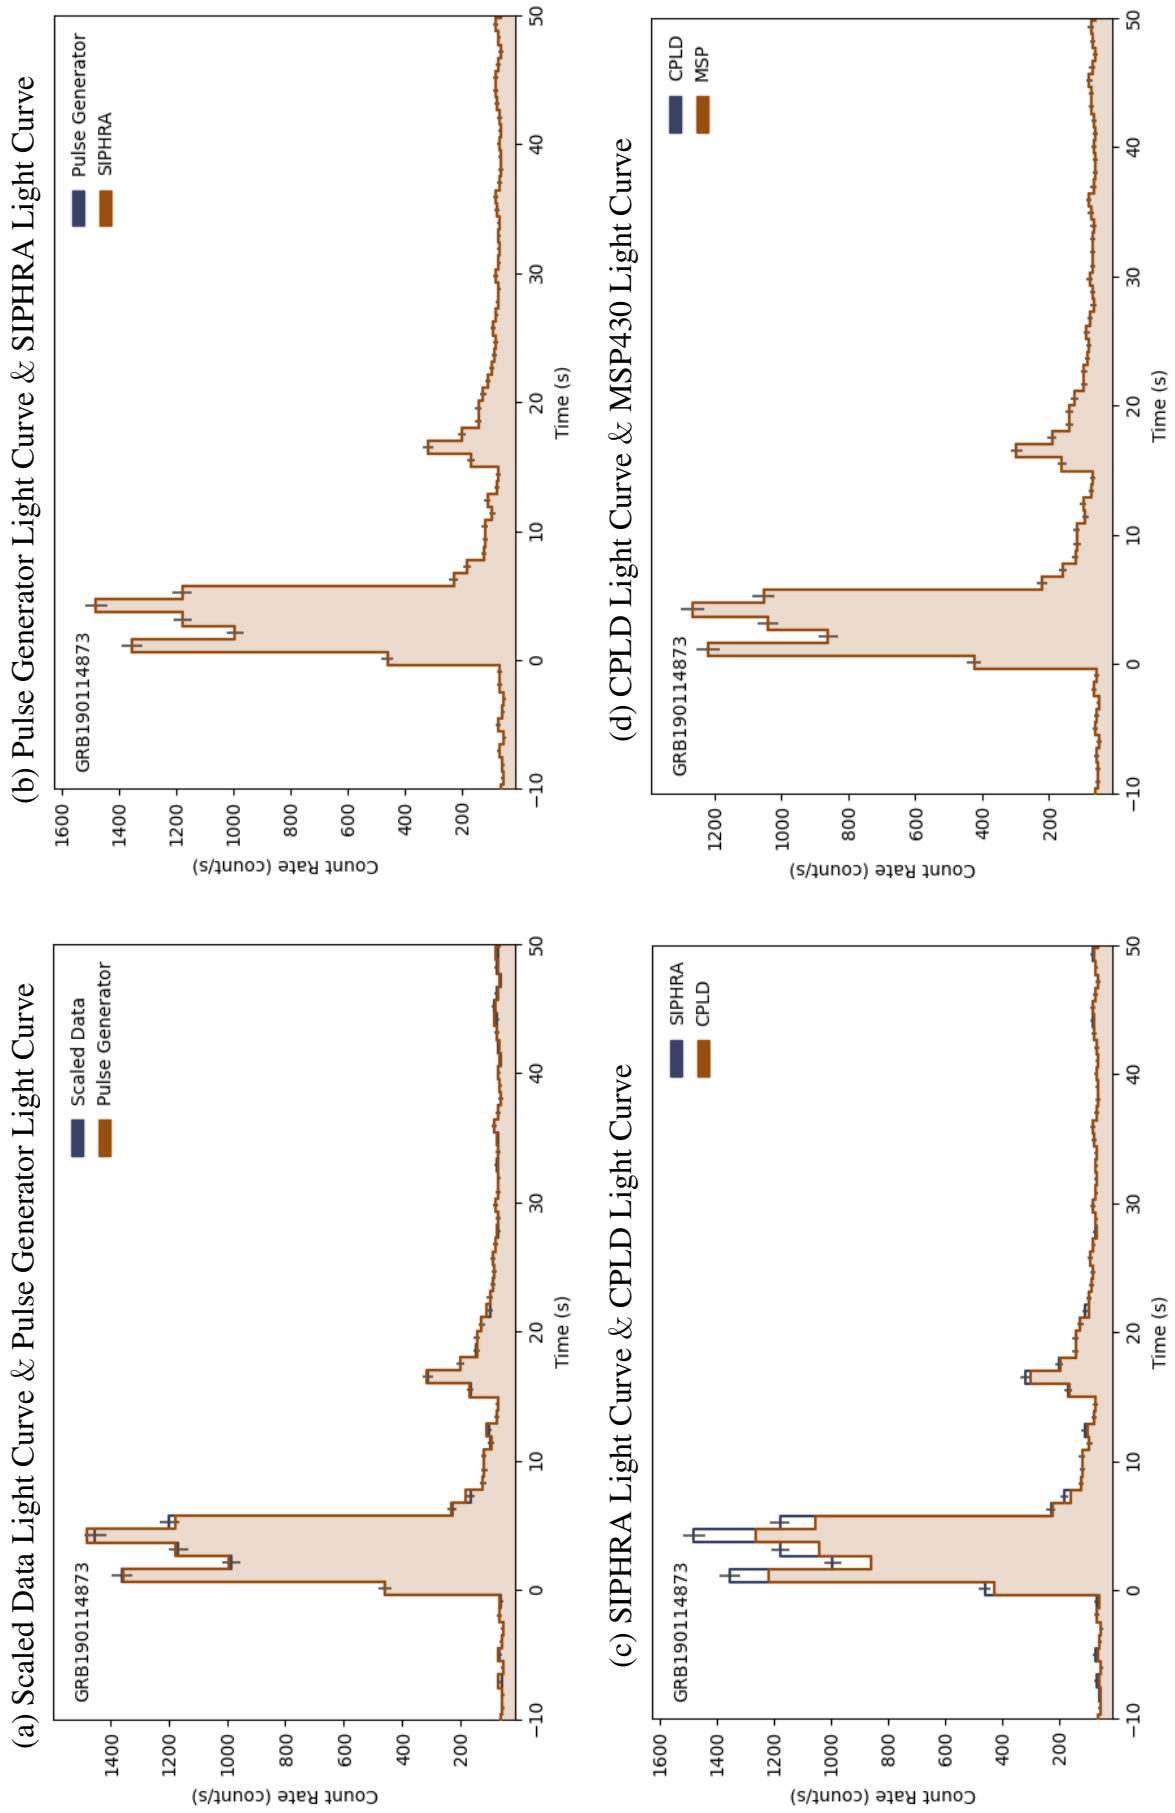 (a) Scaled Data Light Curve & Pulse Generator Light Curve
GRB190114873
Scaled Data
Pulse Generator
Count Rate (count/s)
1400
1200
1000
800
600
400
200
−10 0 10 20 30 40 50
Time (s)
(b) Pulse Generator Light Curve & SIPHRA Light Curve
GRB190114873
Pulse Generator
SIPHRA
Count Rate (count/s)
1600
1400
1200
1000
800
600
400
200
−10 0 10 20 30 40 50
Time (s)
(c) SIPHRA Light Curve & CPLD Light Curve
GRB190114873
SIPHRA
CPLD
Count Rate (count/s)
1600
1400
1200
1000
800
600
400
200
−10 0 10 20 30 40 50
Time (s)
(d) CPLD Light Curve & MSP430 Light Curve
GRB190114873
CPLD
MSP
Count Rate (count/s)
1200
1000
800
600
400
200
−10 0 10 20 30 40 50
Time (s)